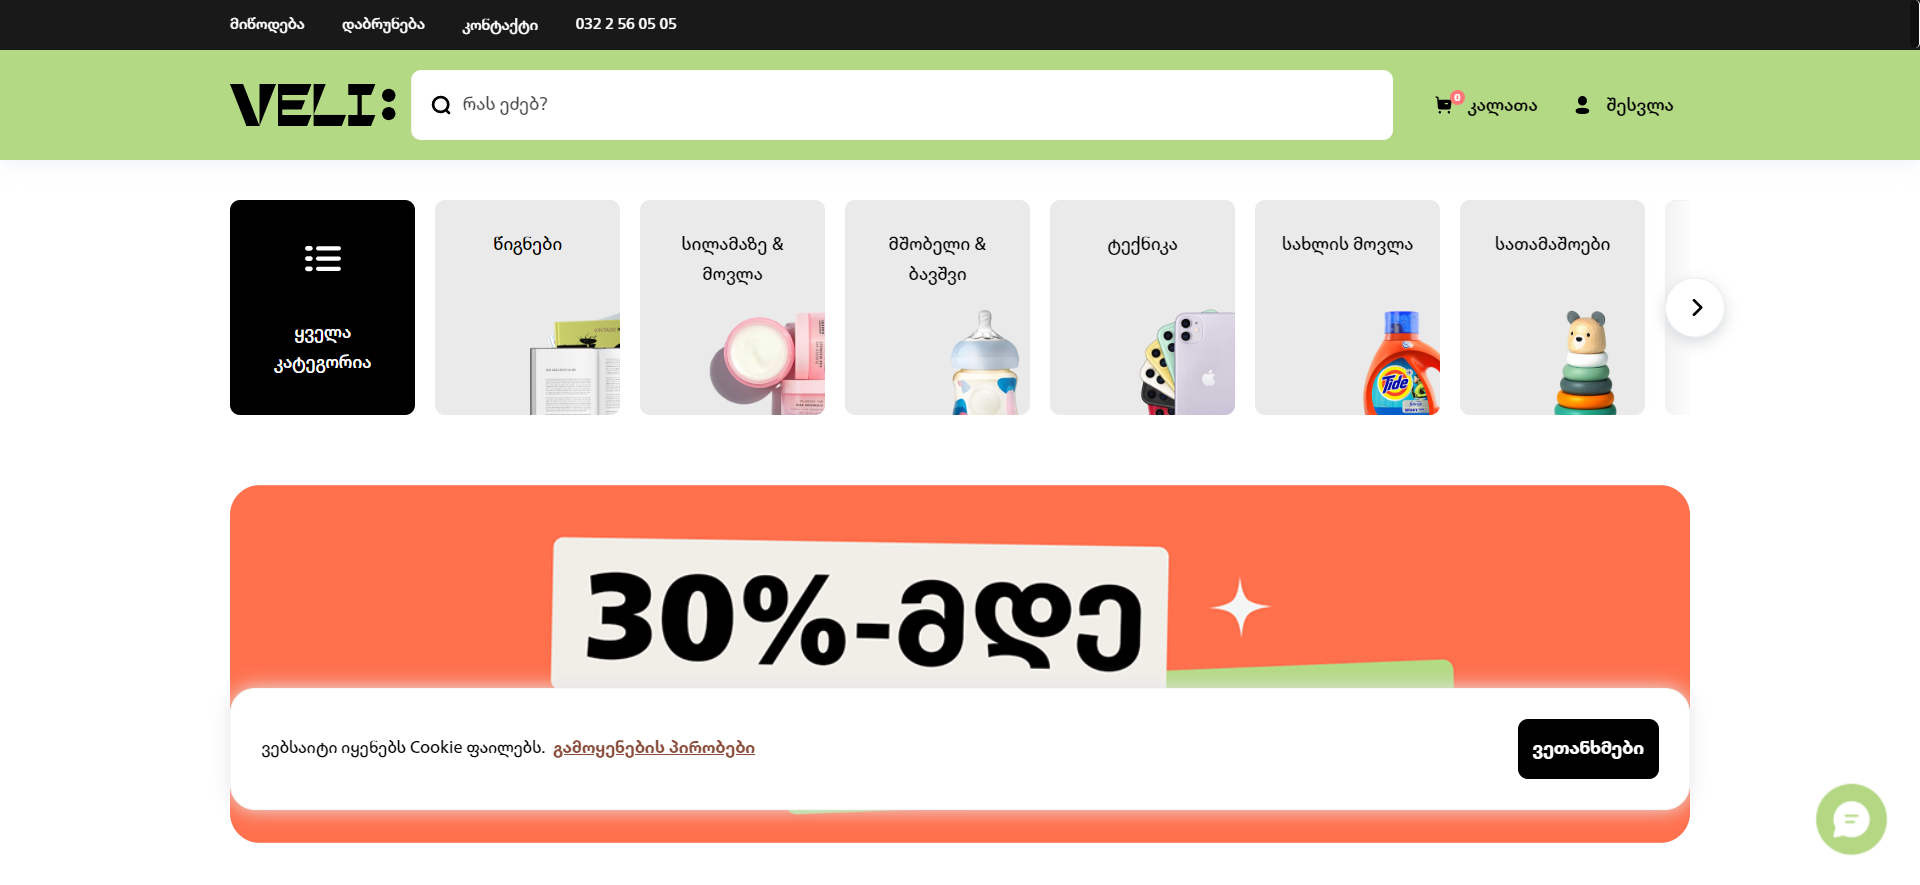 მიწოდება დაბრუნება კონტაქტი 032 2 56 05 05
VELI:
რას ეძებ?
0 კალათა შესვლა
ყველა
კატეგორია
წიგნები
სილამაზე &
მოვლა
მშობელი &
ბავშვი
ტექნიკა
სახლის მოვლა
Tide
სათამაშოები
30%-მდე
ვებსაიტი იყენებს Cookie ფაილებს. გამოყენების პირობები
ვეთანხმები